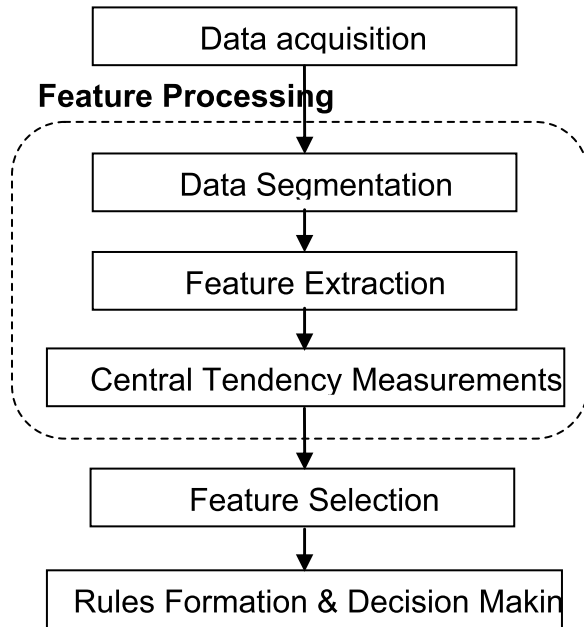 Data acquisition
Feature Processing
Data Segmentation
Feature Extraction
Central Tendency Measurements
Feature Selection
Rules Formation & Decision Makin